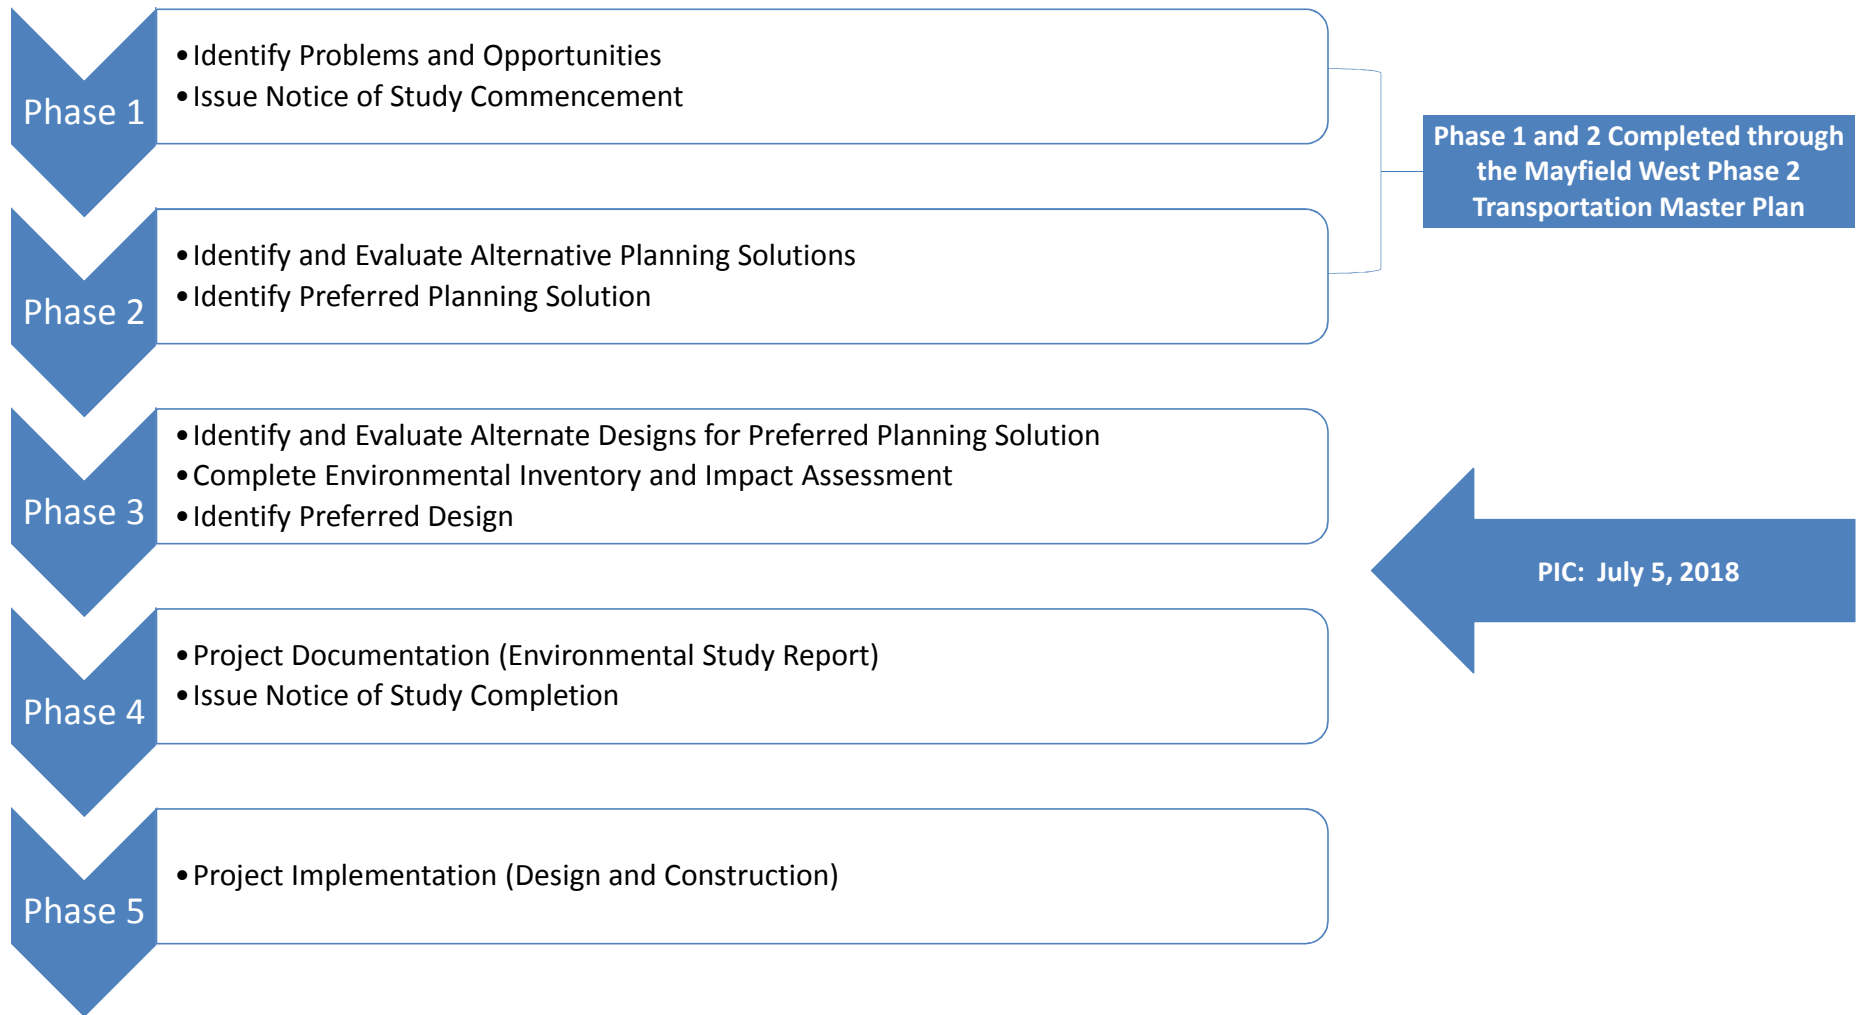 Phase 1
•Identify Problems and Opportunities
•Issue Notice of Study Commencement
Phase 1 and 2 Completed through
the Mayfield West Phase 2
Transportation Master Plan
Phase 2
•Identify and Evaluate Alternative Planning Solutions
•Identify Preferred Planning Solution
Phase 3
•Identify and Evaluate Alternate Designs for Preferred Planning Solution
•Complete Environmental Inventory and Impact Assessment
•Identify Preferred Design
PIC: July 5, 2018
Phase 4
•Project Documentation (Environmental Study Report)
•Issue Notice of Study Completion
Phase 5
•Project Implementation (Design and Construction)